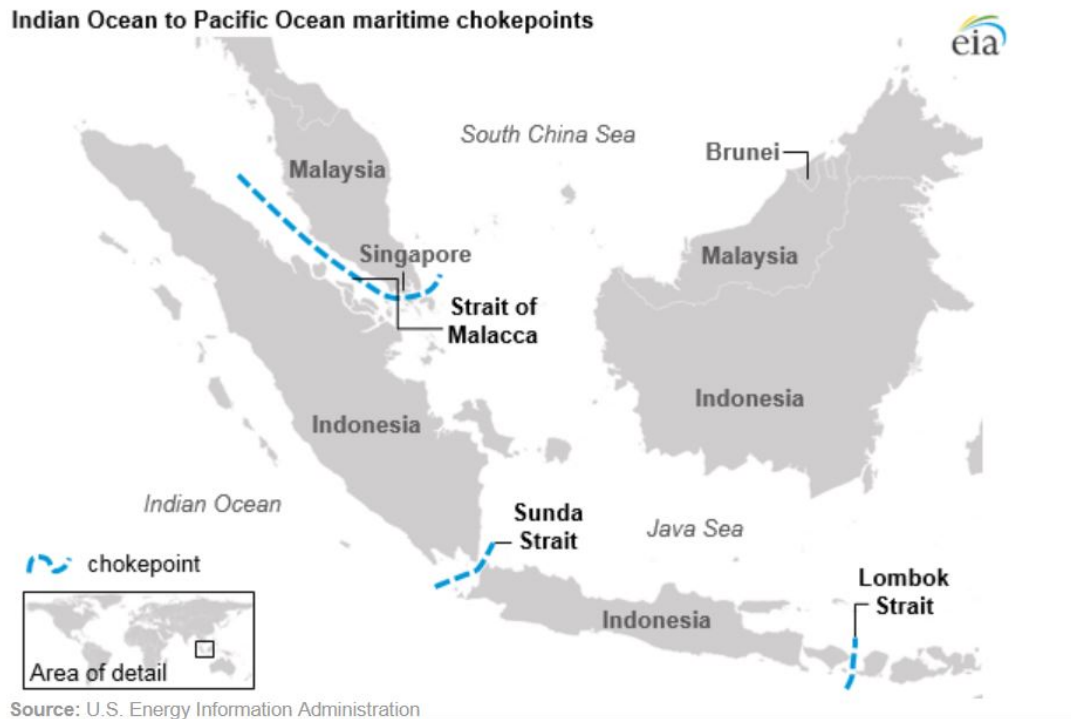 Indian Ocean to Pacific Ocean maritime chokepoints
eia
South China Sea
Brunei
Malaysia
Singapore
Malaysia
Strait of
Malacca
Indonesia
Indonesia
Indian Ocean
Sunda
Strait
Java Sea
chokepoint
Lombok
Strait
Indonesia
Area of detail
Source: U.S. Energy Information Administration